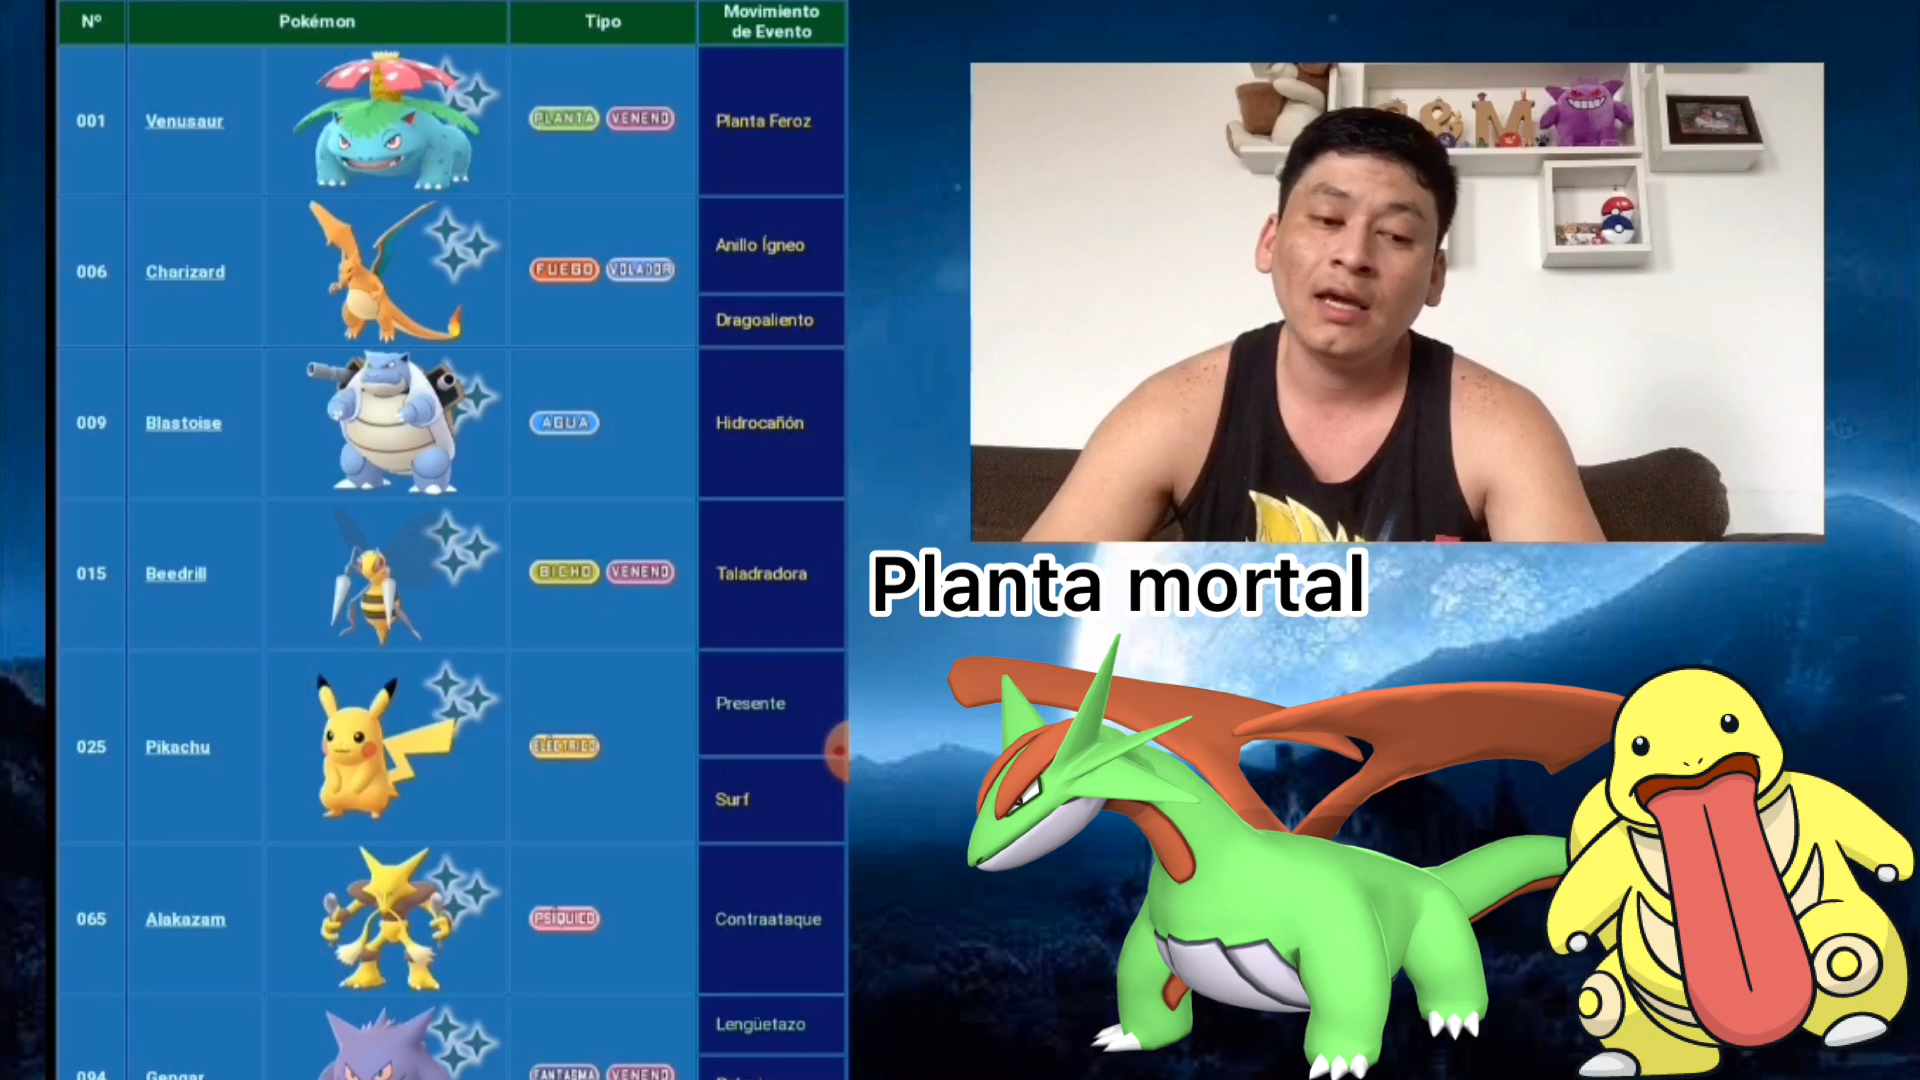 Nº Pokémon Tipo Movimiento
de Evento
001 Venusaur PLANTA VENENO Planta Feroz
006 Charizard FUEGO VOLADOR Anillo Ígneo
Dragoaliento
009 Blastoise AGUA Hidrocañón
015 Beedrill BICHO VENENO Taladradora
025 Pikachu ELÉCTRICO Presente
Surf
065 Alakazam PSÍQUICO Contraataque
094 Gengar FANTASMA VENENO Lengüetazo
&M
Planta mortal